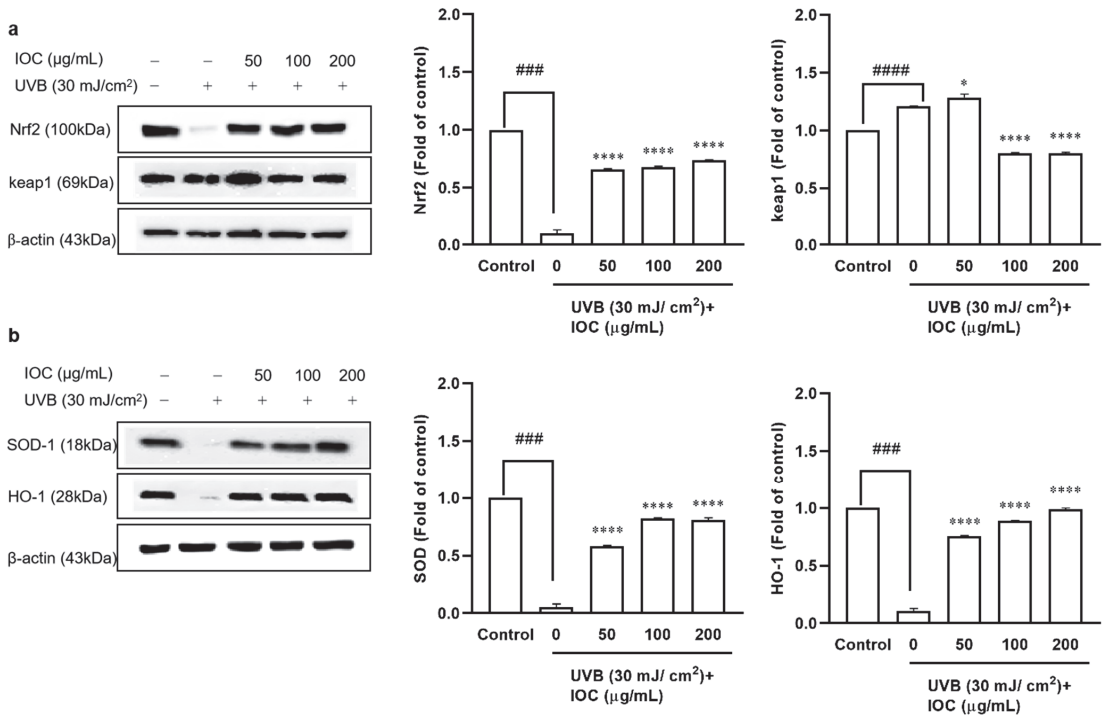 a
IOC (µg/mL) – – 50 100 200
UVB (30 mJ/cm²) – + + + +
Nrf2 (100kDa)
keap1 (69kDa)
β-actin (43kDa)
2.0
1.5
1.0
0.5
0.0
Nrf2 (Fold of control)
###
**** **** ****
Control 0 50 100 200
UVB (30 mJ/ cm²)+
IOC (µg/mL)
2.0
1.5
1.0
0.5
0.0
keap1 (Fold of control)
####
* **** ****
Control 0 50 100 200
UVB (30 mJ/ cm²)+
IOC (µg/mL)
b
IOC (µg/mL) – – 50 100 200
UVB (30 mJ/cm²) – + + + +
SOD-1 (18kDa)
HO-1 (28kDa)
β-actin (43kDa)
2.0
1.5
1.0
0.5
0.0
SOD (Fold of control)
###
**** **** ****
Control 0 50 100 200
UVB (30 mJ/ cm²)+
IOC (µg/mL)
2.0
1.5
1.0
0.5
0.0
HO-1 (Fold of control)
###
**** **** ****
Control 0 50 100 200
UVB (30 mJ/ cm²)+
IOC (µg/mL)